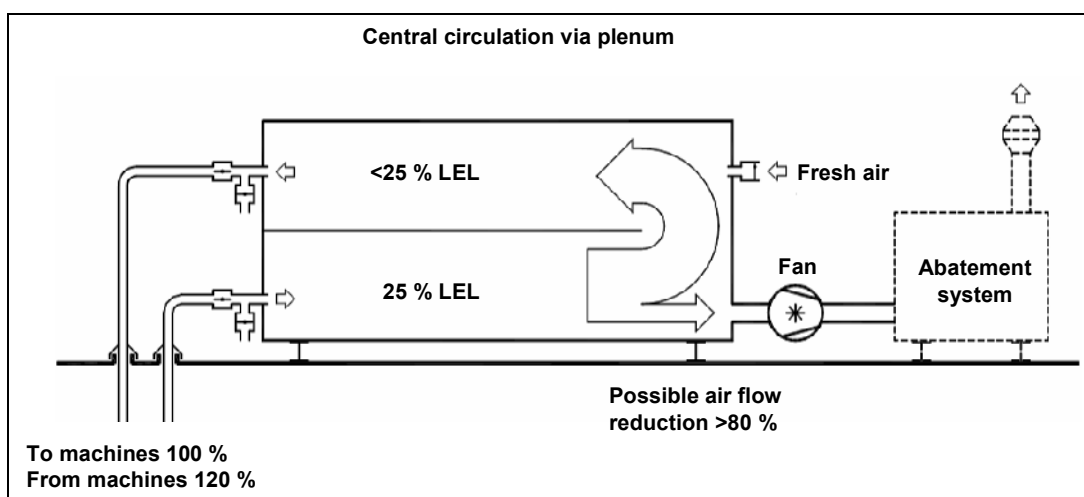 Central circulation via plenum
<25 % LEL
Fresh air
25 % LEL
Fan
Abatement
system
Possible air flow
reduction >80 %
To machines 100 %
From machines 120 %